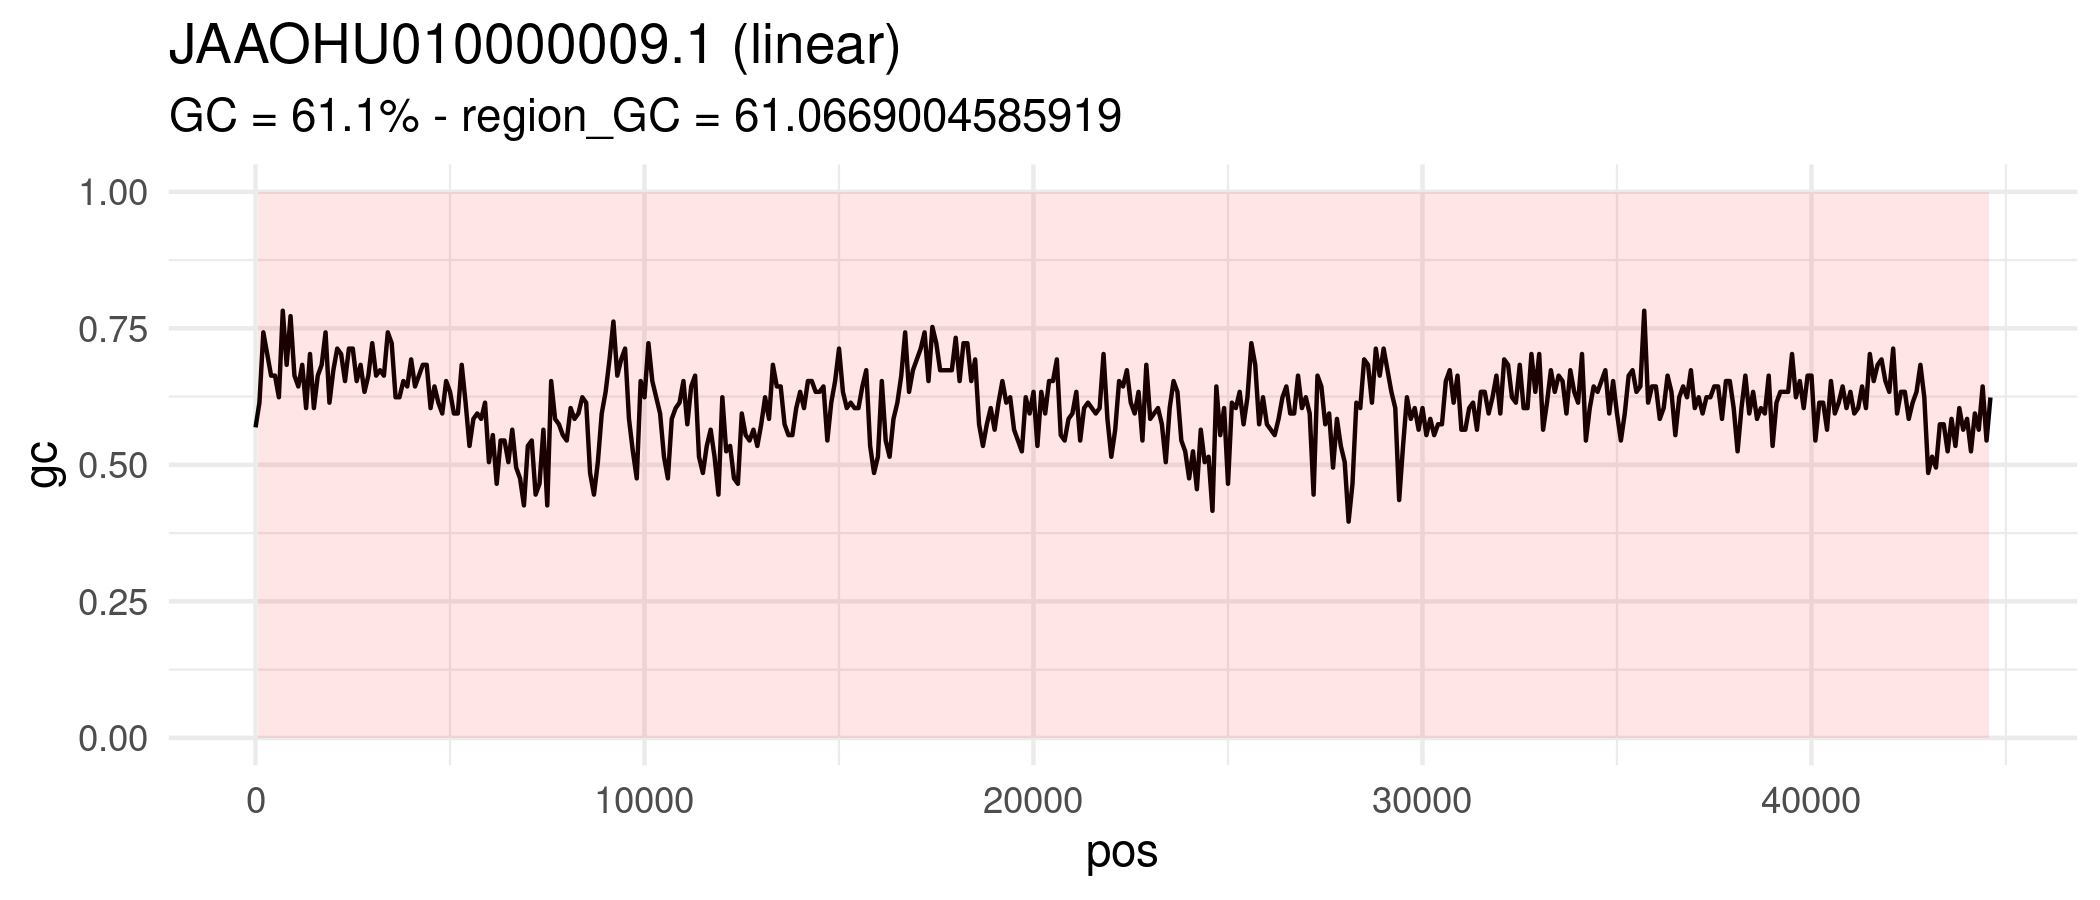 JAAOHU010000009.1 (linear)
GC = 61.1% - region_GC = 61.0669004585919
1.00
0.75
0.50
0.25
0.00
gc
0 10000 20000 30000 40000
pos